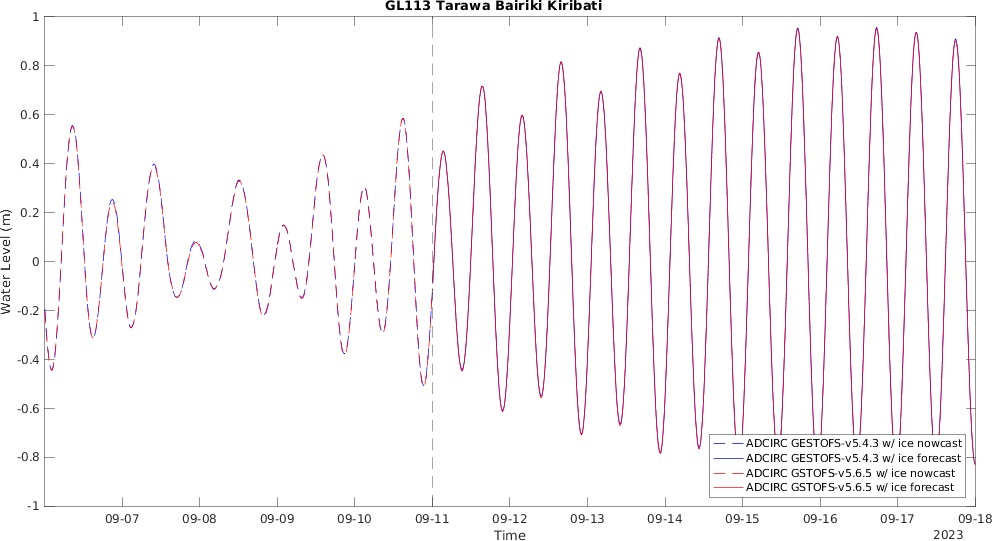 GL113 Tarawa Bairiki Kiribati
1
0.8
0.6
0.4
0.2
0
-0.2
-0.4
-0.6
-0.8
-1
Water Level (m)
ADCIRC GESTOFS-v5.4.3 w/ ice nowcast
ADCIRC GESTOFS-v5.4.3 w/ ice forecast
ADCIRC GSTOFS-v5.6.5 w/ ice nowcast
ADCIRC GSTOFS-v5.6.5 w/ ice forecast
09-07 09-08 09-09 09-10 09-11 09-12 09-13 09-14 09-15 09-16 09-17 09-18
Time
2023